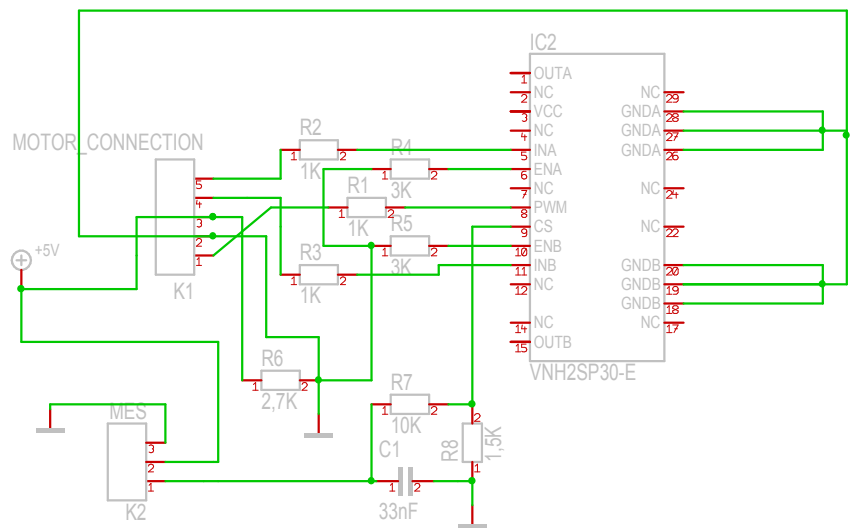 IC2
OUTA
1
NC
2
VCC
3
NC
4
INA
5
ENA
6
NC
7
PWM
8
CS
9
ENB
10
INB
11
NC
12
NC
14
OUTB
15
NC
29
GNDA
28
GNDA
27
GNDA
26
NC
24
NC
22
GNDB
20
GNDB
19
GNDB
18
NC
17
VNH2SP30-E
MOTOR_CONNECTION
5
4
3
2
1
K1
+5V
R2
1 2
1K
R4
1 2
3K
R1
1 2
1K
R5
1 2
3K
R3
1 2
1K
R6
1 2
2,7K
R7
1 2
10K
R8
2
1
1,5K
C1
1 2
33nF
MES
3
2
1
K2